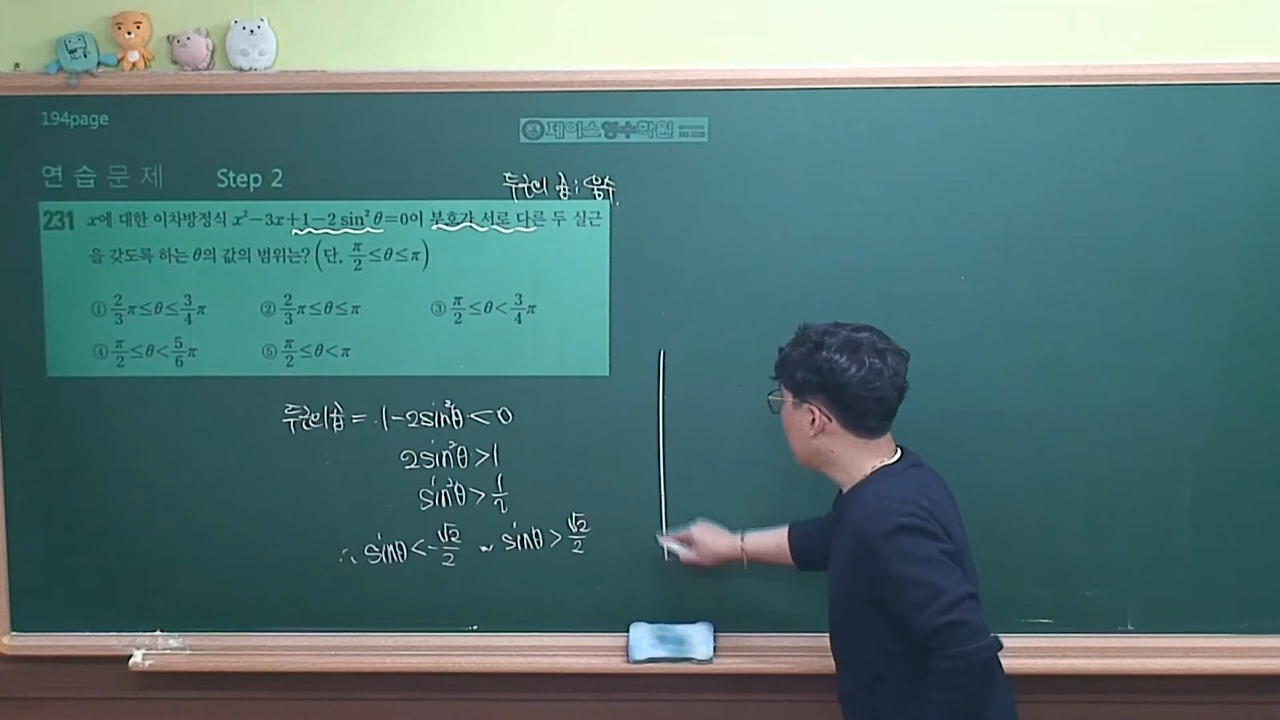 194page
제이스영수학원
연습문제 Step 2
두근의 곱 : 음수.
231 x에 대한 이차방정식 x²-3x+1-2 sin²θ=0이 부호가 서로 다른 두 실근
을 갖도록 하는 θ의 값의 범위는? (단, π/2≤θ≤π)
① 2/3π≤θ≤3/4π ② 2/3π≤θ≤π ③ π/2≤θ<3/4π
④ π/2≤θ<5/6π ⑤ π/2≤θ<π
두근의 곱 = 1-2sin²θ<0
2sin²θ>1
sin²θ>1/2
∴ sinθ<-√2/2 or sinθ>√2/2